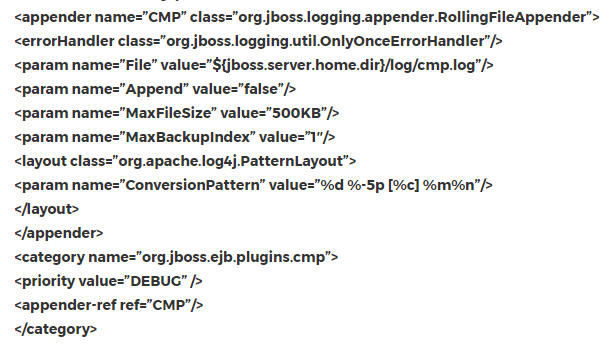 <appender name=”CMP” class=”org.jboss.logging.appender.RollingFileAppender”>
<errorHandler class=”org.jboss.logging.util.OnlyOnceErrorHandler”/>
<param name=”File” value=”${jboss.server.home.dir}/log/cmp.log”/>
<param name=”Append” value=”false”/>
<param name=”MaxFileSize” value=”500KB”/>
<param name=”MaxBackupIndex” value=”1″/>
<layout class=”org.apache.log4j.PatternLayout”>
<param name=”ConversionPattern” value=”%d %-5p [%c] %m%n”/>
</layout>
</appender>
<category name=”org.jboss.ejb.plugins.cmp”>
<priority value=”DEBUG” />
<appender-ref ref=”CMP”/>
</category>